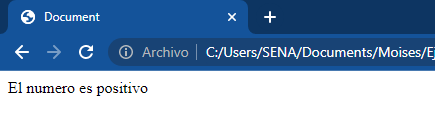 Document
Archivo
C:/Users/SENA/Documents/Moises/Ej
El numero es positivo